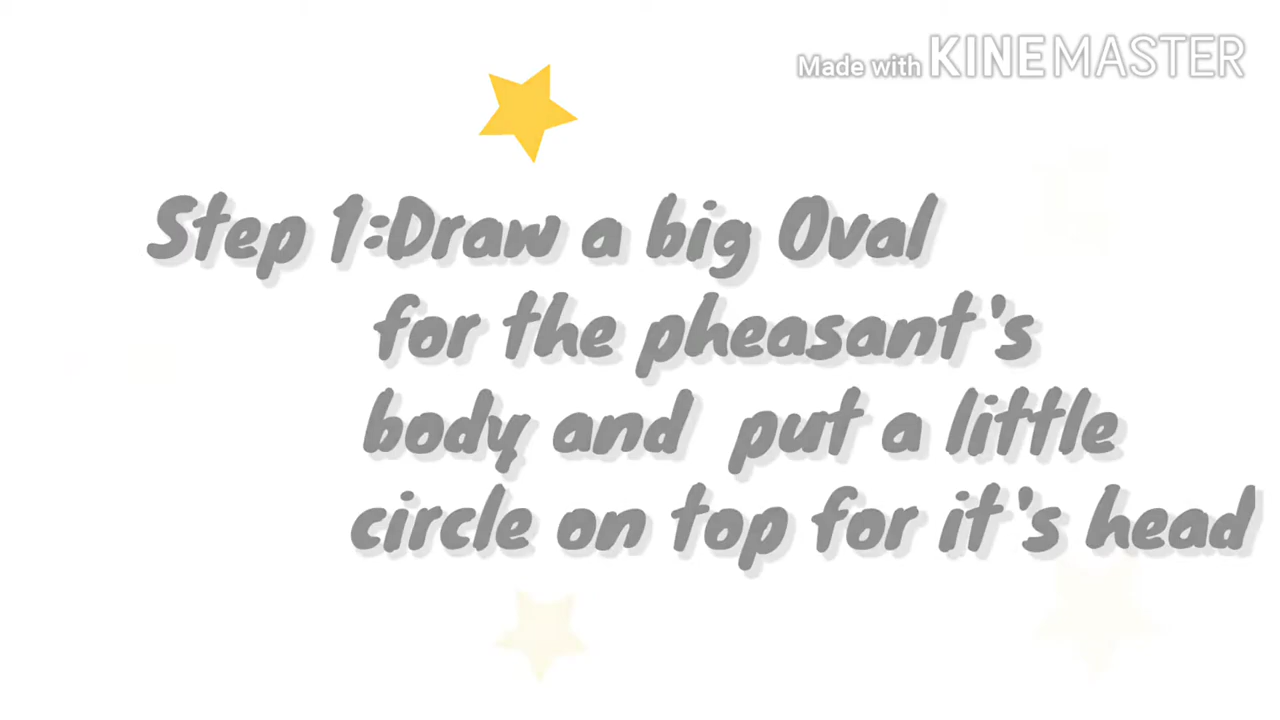 Made with KINEMASTER
Step 1:Draw a big Oval
for the pheasant's
body and put a little
circle on top for it's head